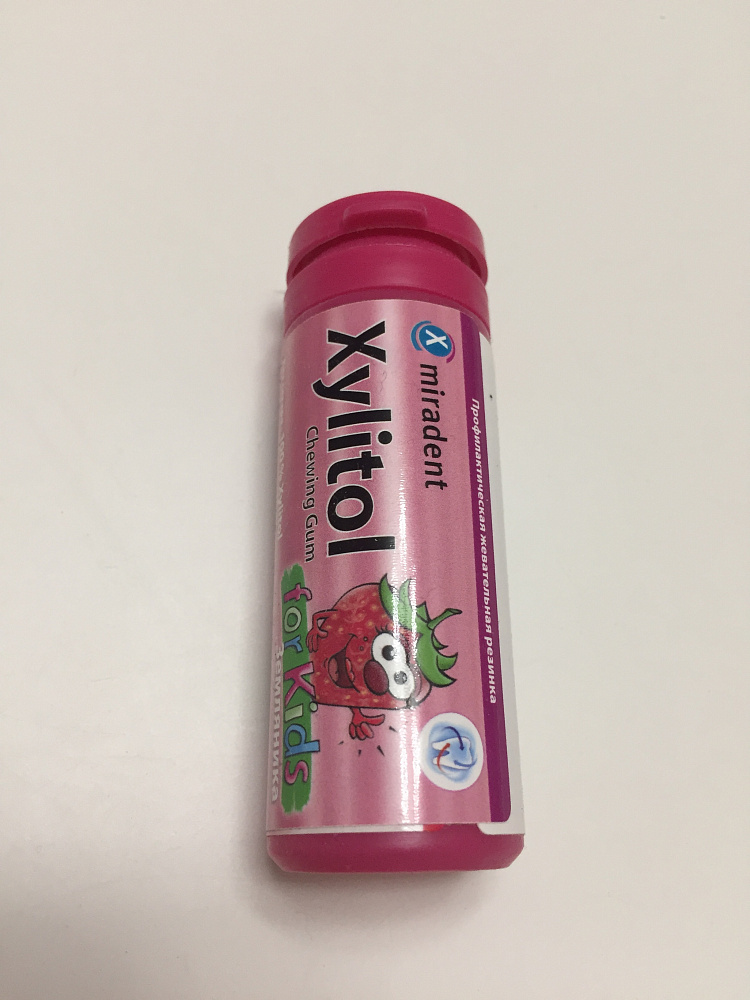 Профилактическая жевательная резинка
X miradent
Xylitol
Chewing Gum
for Kids
Земляника